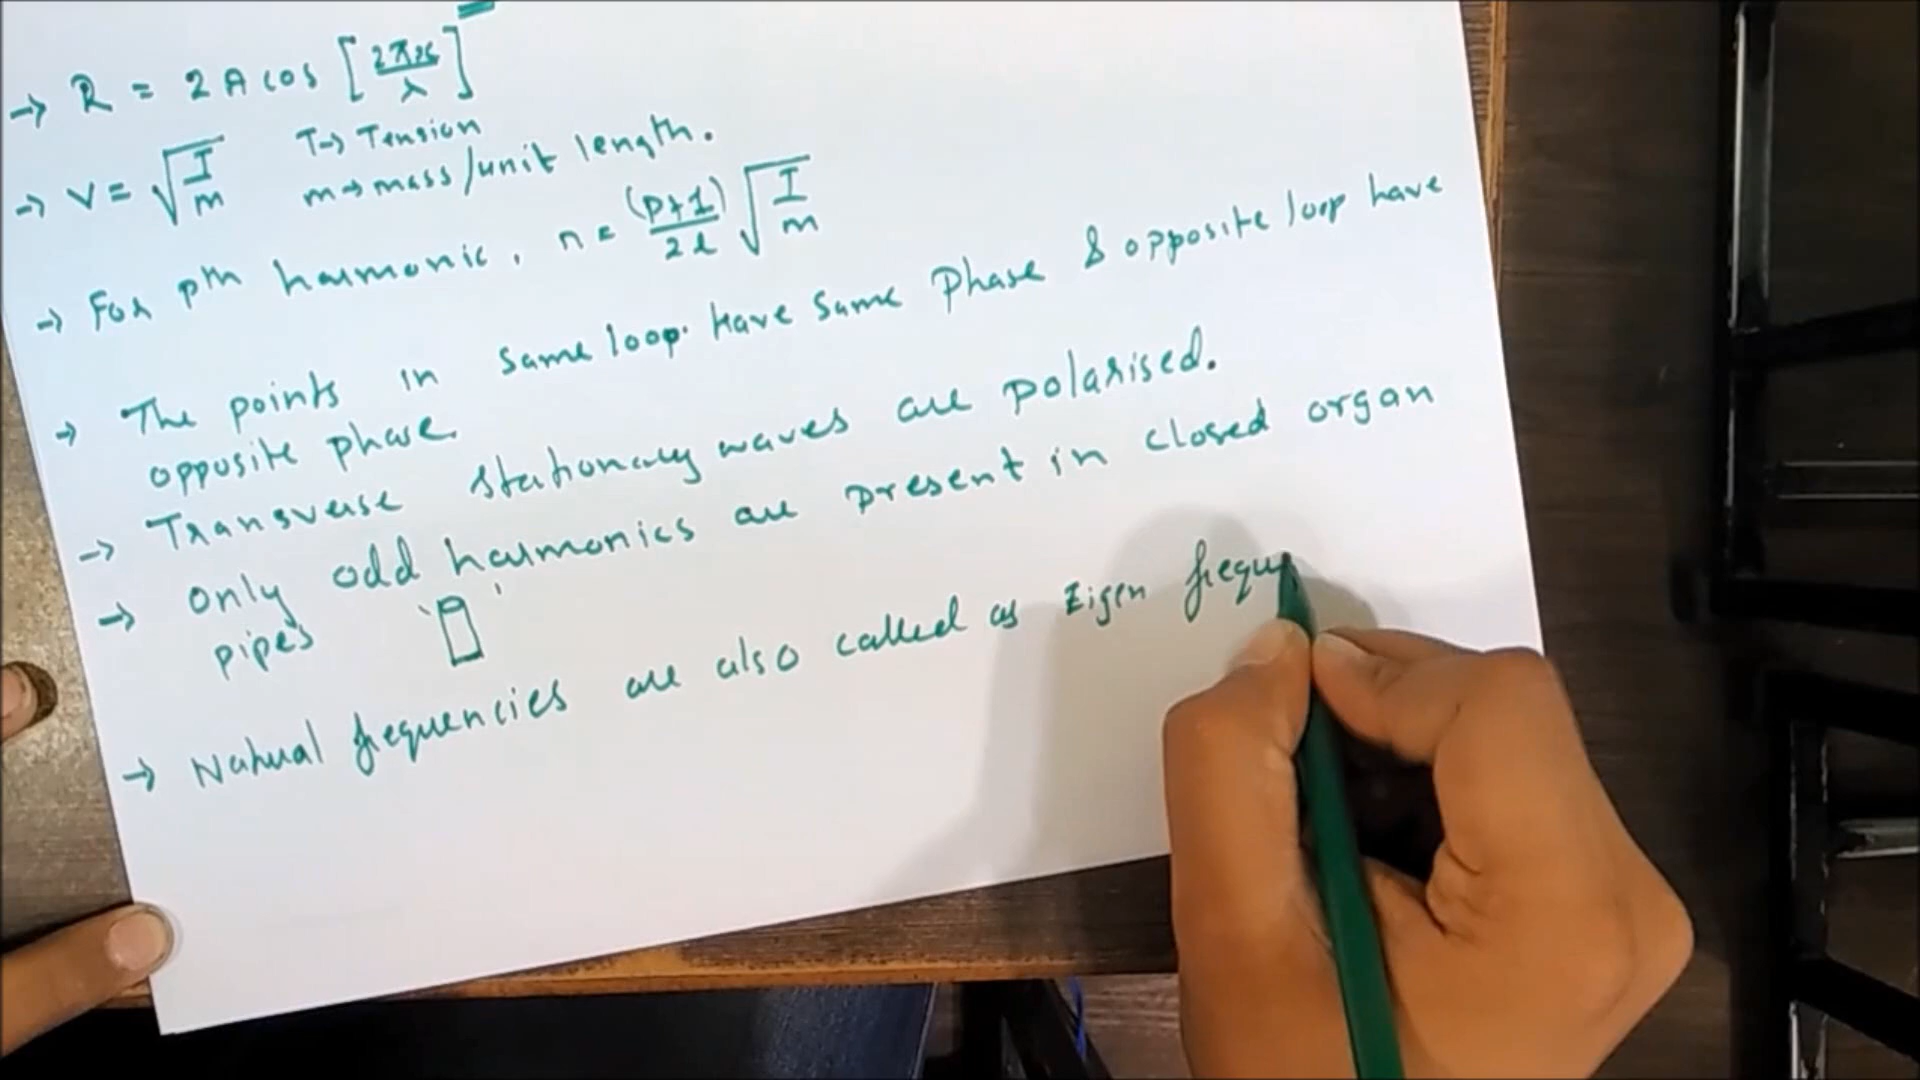 → R = 2A cos [2πx/λ]
→ V = √T/m T→ Tension
m→mass/unit length.
→ For pth harmonic, n = (p+1)/2l √T/m
→ The points in same loop have same Phase & opposite loop have
opposite phase.
→ Transverse stationary waves are polarised.
→ Only odd harmonics are present in closed organ
pipes
→ Natural frequencies are also called as Eigen frequ